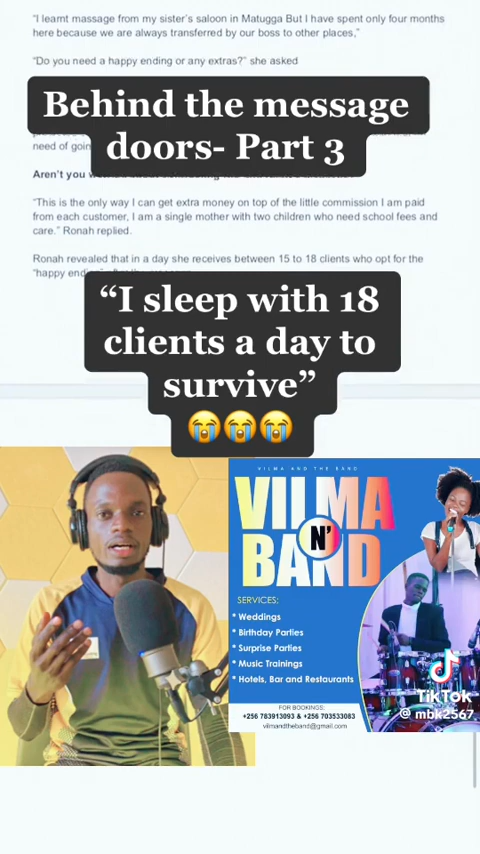 “I learnt massage from my sister’s saloon in Matugga But I have spent only four months
here because we are always transferred by our boss to other places,”
“Do you need a happy ending or any extras?” she asked
Behind the message
doors- Part 3
need of goin
Aren’t you w
“This is the only way I can get extra money on top of the little commission I am paid
from each customer, I am a single mother with two children who need school fees and
care.” Ronah replied.
Ronah revealed that in a day she receives between 15 to 18 clients who opt for the
“happy end
“I sleep with 18
clients a day to
survive”
😭😭😭
VILMA AND THE BAND
VILMA
N’
BAND
SERVICES:
* Weddings
* Birthday Parties
* Surprise Parties
* Music Trainings
* Hotels, Bar and Restaurants
FOR BOOKINGS:
+256 783913093 & +256 703533083
vilmandtheband@gmail.com
TikTok
@ mbk2567